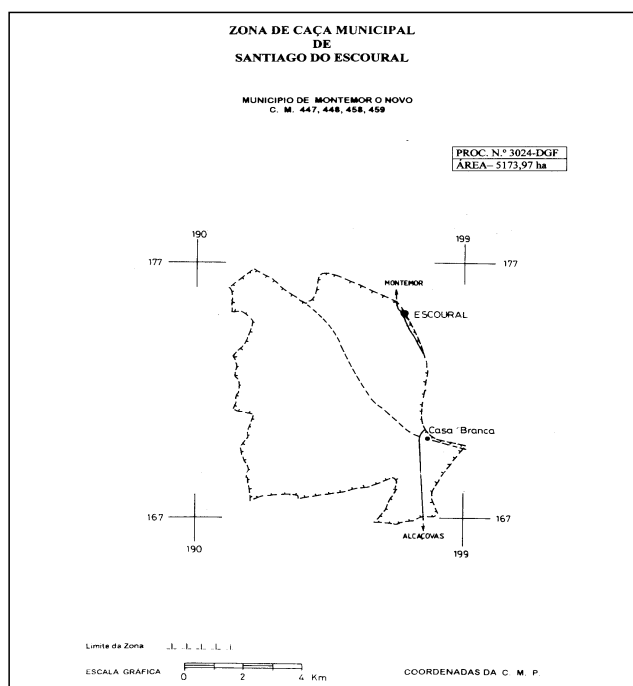 ZONA DE CAÇA MUNICIPAL
DE
SANTIAGO DO ESCOURAL
MUNICIPIO DE MONTEMOR O NOVO
C. M. 447, 448, 458, 459
PROC. N.º 3024-DGF
ÁREA– 5173,97 ha
190
199
177
177
MONTEMOR
ESCOURAL
Casa Branca
167
167
190
199
ALCAÇOVAS
Limite da Zona
ESCALA GRÁFICA
0 2 4 Km
COORDENADAS DA C. M. P.